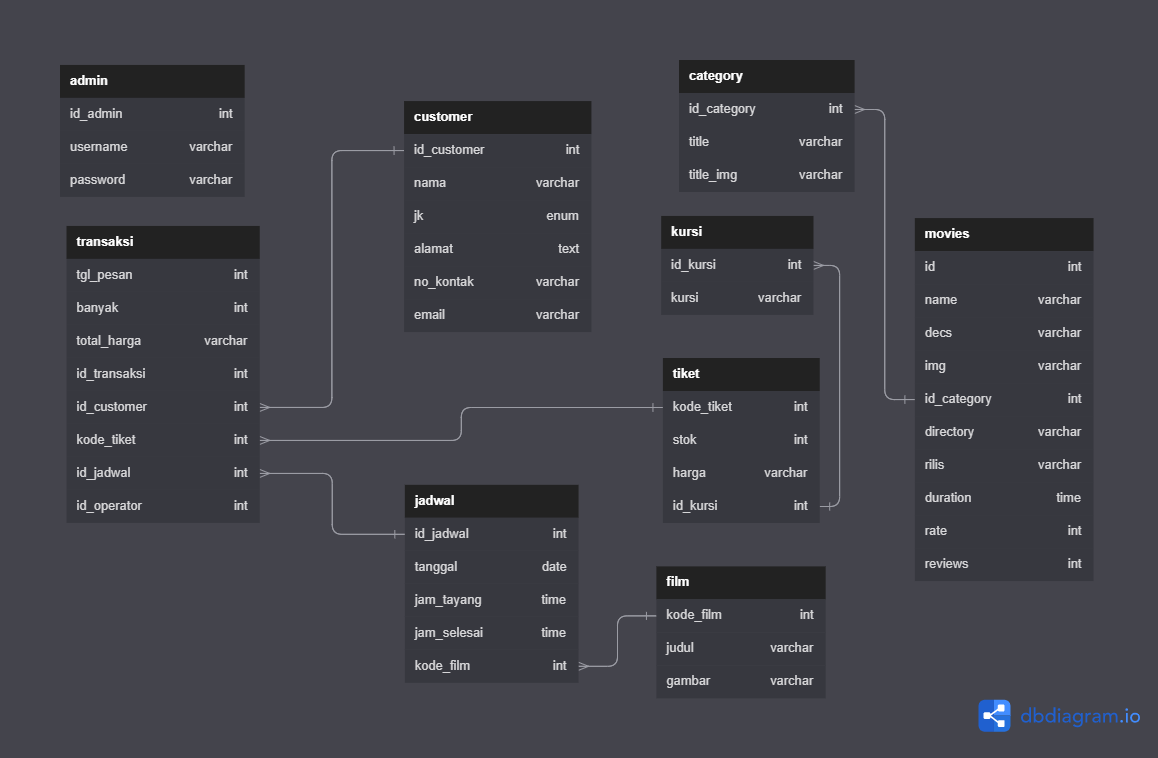 admin
id_admin int
username varchar
password varchar
transaksi
tgl_pesan int
banyak int
total_harga varchar
id_transaksi int
id_customer int
kode_tiket int
id_jadwal int
id_operator int
customer
id_customer int
nama varchar
jk enum
alamat text
no_kontak varchar
email varchar
jadwal
id_jadwal int
tanggal date
jam_tayang time
jam_selesai time
kode_film int
category
id_category int
title varchar
title_img varchar
kursi
id_kursi int
kursi varchar
tiket
kode_tiket int
stok int
harga varchar
id_kursi int
film
kode_film int
judul varchar
gambar varchar
movies
id int
name varchar
decs varchar
img varchar
id_category int
directory varchar
rilis varchar
duration time
rate int
reviews int
dbdiagram.io